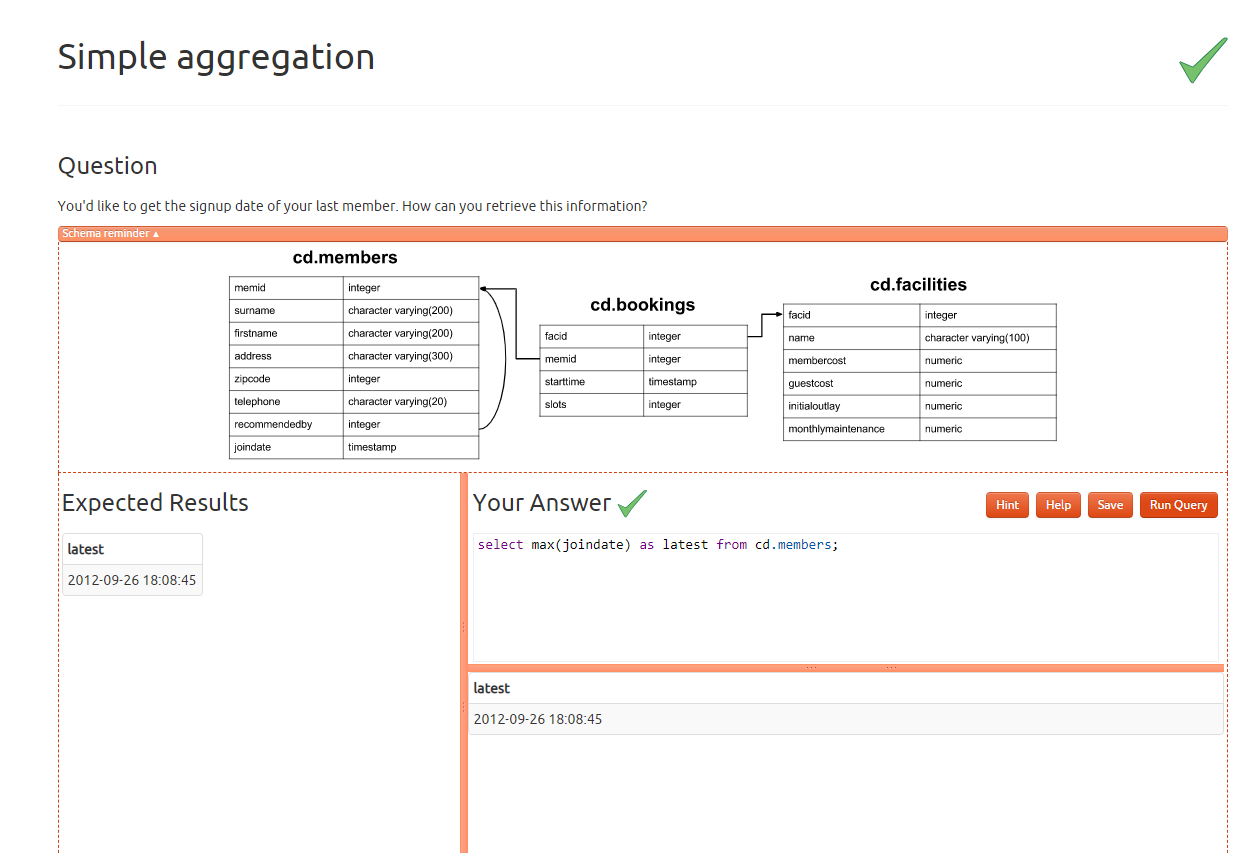 Simple aggregation
Question
You'd like to get the signup date of your last member. How can you retrieve this information?
Schema reminder ▴
cd.members
memid integer
surname character varying(200)
firstname character varying(200)
address character varying(300)
zipcode integer
telephone character varying(20)
recommendedby integer
joindate timestamp
cd.bookings
facid integer
memid integer
starttime timestamp
slots integer
cd.facilities
facid integer
name character varying(100)
membercost numeric
guestcost numeric
initialoutlay numeric
monthlymaintenance numeric
Expected Results
latest
2012-09-26 18:08:45
Your Answer
Hint Help Save Run Query
select max(joindate) as latest from cd.members;
latest
2012-09-26 18:08:45